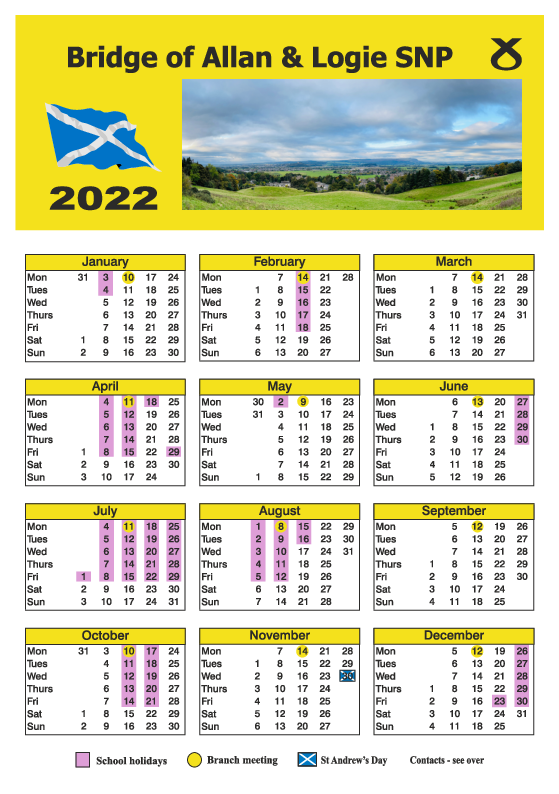 Bridge of Allan & Logie SNP
2022
January
Mon 31 3 10 17 24
Tues 4 11 18 25
Wed 5 12 19 26
Thurs 6 13 20 27
Fri 7 14 21 28
Sat 1 8 15 22 29
Sun 2 9 16 23 30
February
Mon 7 14 21 28
Tues 1 8 15 22
Wed 2 9 16 23
Thurs 3 10 17 24
Fri 4 11 18 25
Sat 5 12 19 26
Sun 6 13 20 27
March
Mon 7 14 21 28
Tues 1 8 15 22 29
Wed 2 9 16 23 30
Thurs 3 10 17 24 31
Fri 4 11 18 25
Sat 5 12 19 26
Sun 6 13 20 27
April
Mon 4 11 18 25
Tues 5 12 19 26
Wed 6 13 20 27
Thurs 7 14 21 28
Fri 1 8 15 22 29
Sat 2 9 16 23 30
Sun 3 10 17 24
May
Mon 30 2 9 16 23
Tues 31 3 10 17 24
Wed 4 11 18 25
Thurs 5 12 19 26
Fri 6 13 20 27
Sat 7 14 21 28
Sun 1 8 15 22 29
June
Mon 6 13 20 27
Tues 7 14 21 28
Wed 1 8 15 22 29
Thurs 2 9 16 23 30
Fri 3 10 17 24
Sat 4 11 18 25
Sun 5 12 19 26
July
Mon 4 11 18 25
Tues 5 12 19 26
Wed 6 13 20 27
Thurs 7 14 21 28
Fri 1 8 15 22 29
Sat 2 9 16 23 30
Sun 3 10 17 24 31
August
Mon 1 8 15 22 29
Tues 2 9 16 23 30
Wed 3 10 17 24 31
Thurs 4 11 18 25
Fri 5 12 19 26
Sat 6 13 20 27
Sun 7 14 21 28
September
Mon 5 12 19 26
Tues 6 13 20 27
Wed 7 14 21 28
Thurs 1 8 15 22 29
Fri 2 9 16 23 30
Sat 3 10 17 24
Sun 4 11 18 25
October
Mon 31 3 10 17 24
Tues 4 11 18 25
Wed 5 12 19 26
Thurs 6 13 20 27
Fri 7 14 21 28
Sat 1 8 15 22 29
Sun 2 9 16 23 30
November
Mon 7 14 21 28
Tues 1 8 15 22 29
Wed 2 9 16 23 30
Thurs 3 10 17 24
Fri 4 11 18 25
Sat 5 12 19 26
Sun 6 13 20 27
December
Mon 5 12 19 26
Tues 6 13 20 27
Wed 7 14 21 28
Thurs 1 8 15 22 29
Fri 2 9 16 23 30
Sat 3 10 17 24 31
Sun 4 11 18 25
School holidays Branch meeting St Andrew's Day Contacts - see over